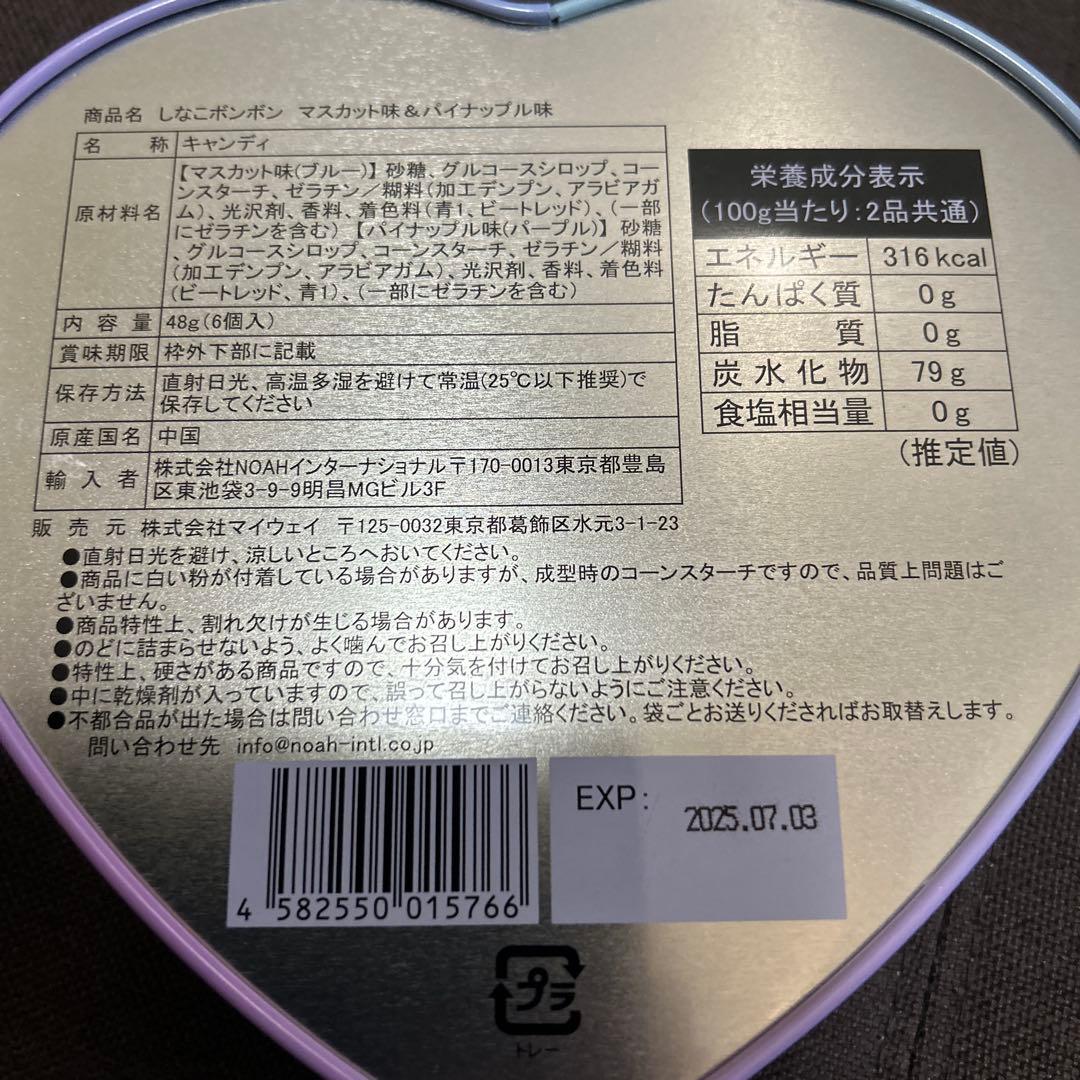 商品名 しなこボンボン マスカット味&パイナップル味
名称 キャンディ
原材料名 【マスカット味(ブルー)】砂糖、グルコースシロップ、コー
ンスターチ、ゼラチン/糊料(加工デンプン、アラビアガ
ム)、光沢剤、香料、着色料(青1、ビートレッド)、(一部
にゼラチンを含む)【パイナップル味(パープル)】砂糖
、グルコースシロップ、コーンスターチ、ゼラチン/糊料
(加工デンプン、アラビアガム)、光沢剤、香料、着色料
(ビートレッド、青1)、(一部にゼラチンを含む)
内容量 48g(6個入)
賞味期限 枠外下部に記載
保存方法 直射日光、高温多湿を避けて常温(25℃以下推奨)で
保存してください
原産国名 中国
輸入者 株式会社NOAHインターナショナル〒170-0013東京都豊島
区東池袋3-9-9明昌MGビル3F
販売元 株式会社マイウェイ 〒125-0032東京都葛飾区水元3-1-23
栄養成分表示
(100g当たり:2品共通)
エネルギー 316kcal
たんぱく質 0g
脂質 0g
炭水化物 79g
食塩相当量 0g
(推定値)
●直射日光を避け、涼しいところへおいてください。
●商品に白い粉が付着している場合がありますが、成型時のコーンスターチですので、品質上問題はご
ざいません。
●商品特性上、割れ欠けが生じる場合があります。
●のどに詰まらせないよう、よく噛んでお召し上がりください。
●特性上、硬さがある商品ですので、十分気を付けてお召し上がりください。
●中に乾燥剤が入っていますので、誤って召し上がらないようにご注意ください。
●不都合品が出た場合は問い合わせ窓口までご連絡ください。袋ごとお送りくださればお取替えします。
問い合わせ先 info@noah-intl.co.jp
4 582550 015766
EXP: 2025.07.03
プラ
トレー